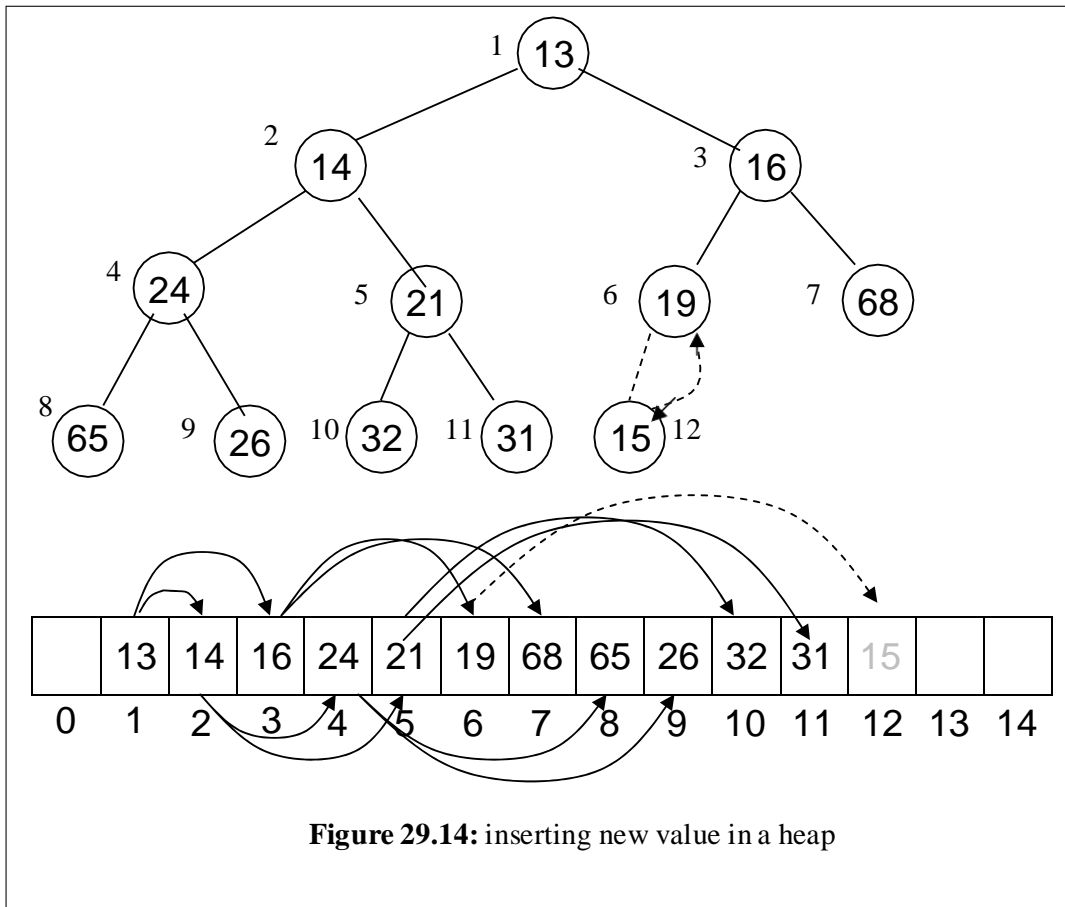 1 13
2 14 3 16
4 24 5 21 6 19 7 68
8 65 9 26 10 32 11 31 15 12
13 14 16 24 21 19 68 65 26 32 31 15
0 1 2 3 4 5 6 7 8 9 10 11 12 13 14
Figure 29.14: inserting new value in a heap